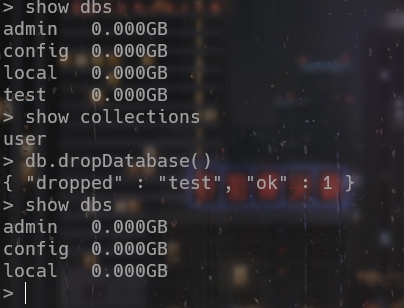 > show dbs
admin   0.000GB
config  0.000GB
local   0.000GB
test    0.000GB
> show collections
user
> db.dropDatabase()
{ "dropped" : "test", "ok" : 1 }
> show dbs
admin   0.000GB
config  0.000GB
local   0.000GB
>